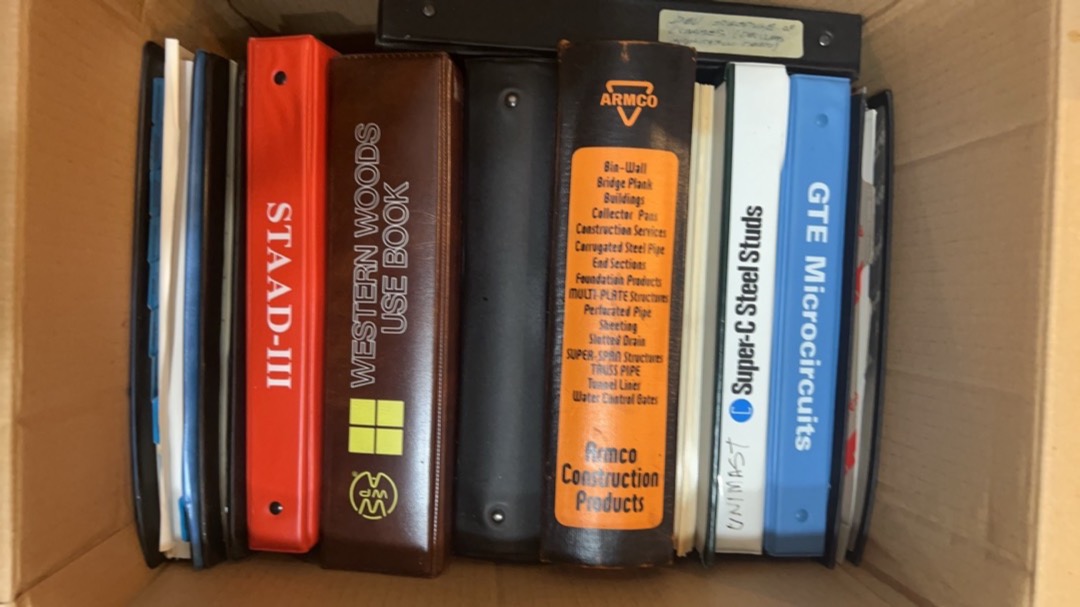 STAAD-III
WESTERN WOODS
USE BOOK
WPA
ARMCO
Bin-Wall
Bridge Plank
Buildings
Collector Pans
Construction Services
Corrugated Steel Pipe
End Sections
Foundation Products
MULTI-PLATE Structures
Perforated Pipe
Sheeting
Slotted Drain
SUPER-SPAN Structures
TRUSS PIPE
Tunnel Liner
Water Control Gates
Armco
Construction
Products
UNIMAST
Super-C Steel Studs
GTE Microcircuits